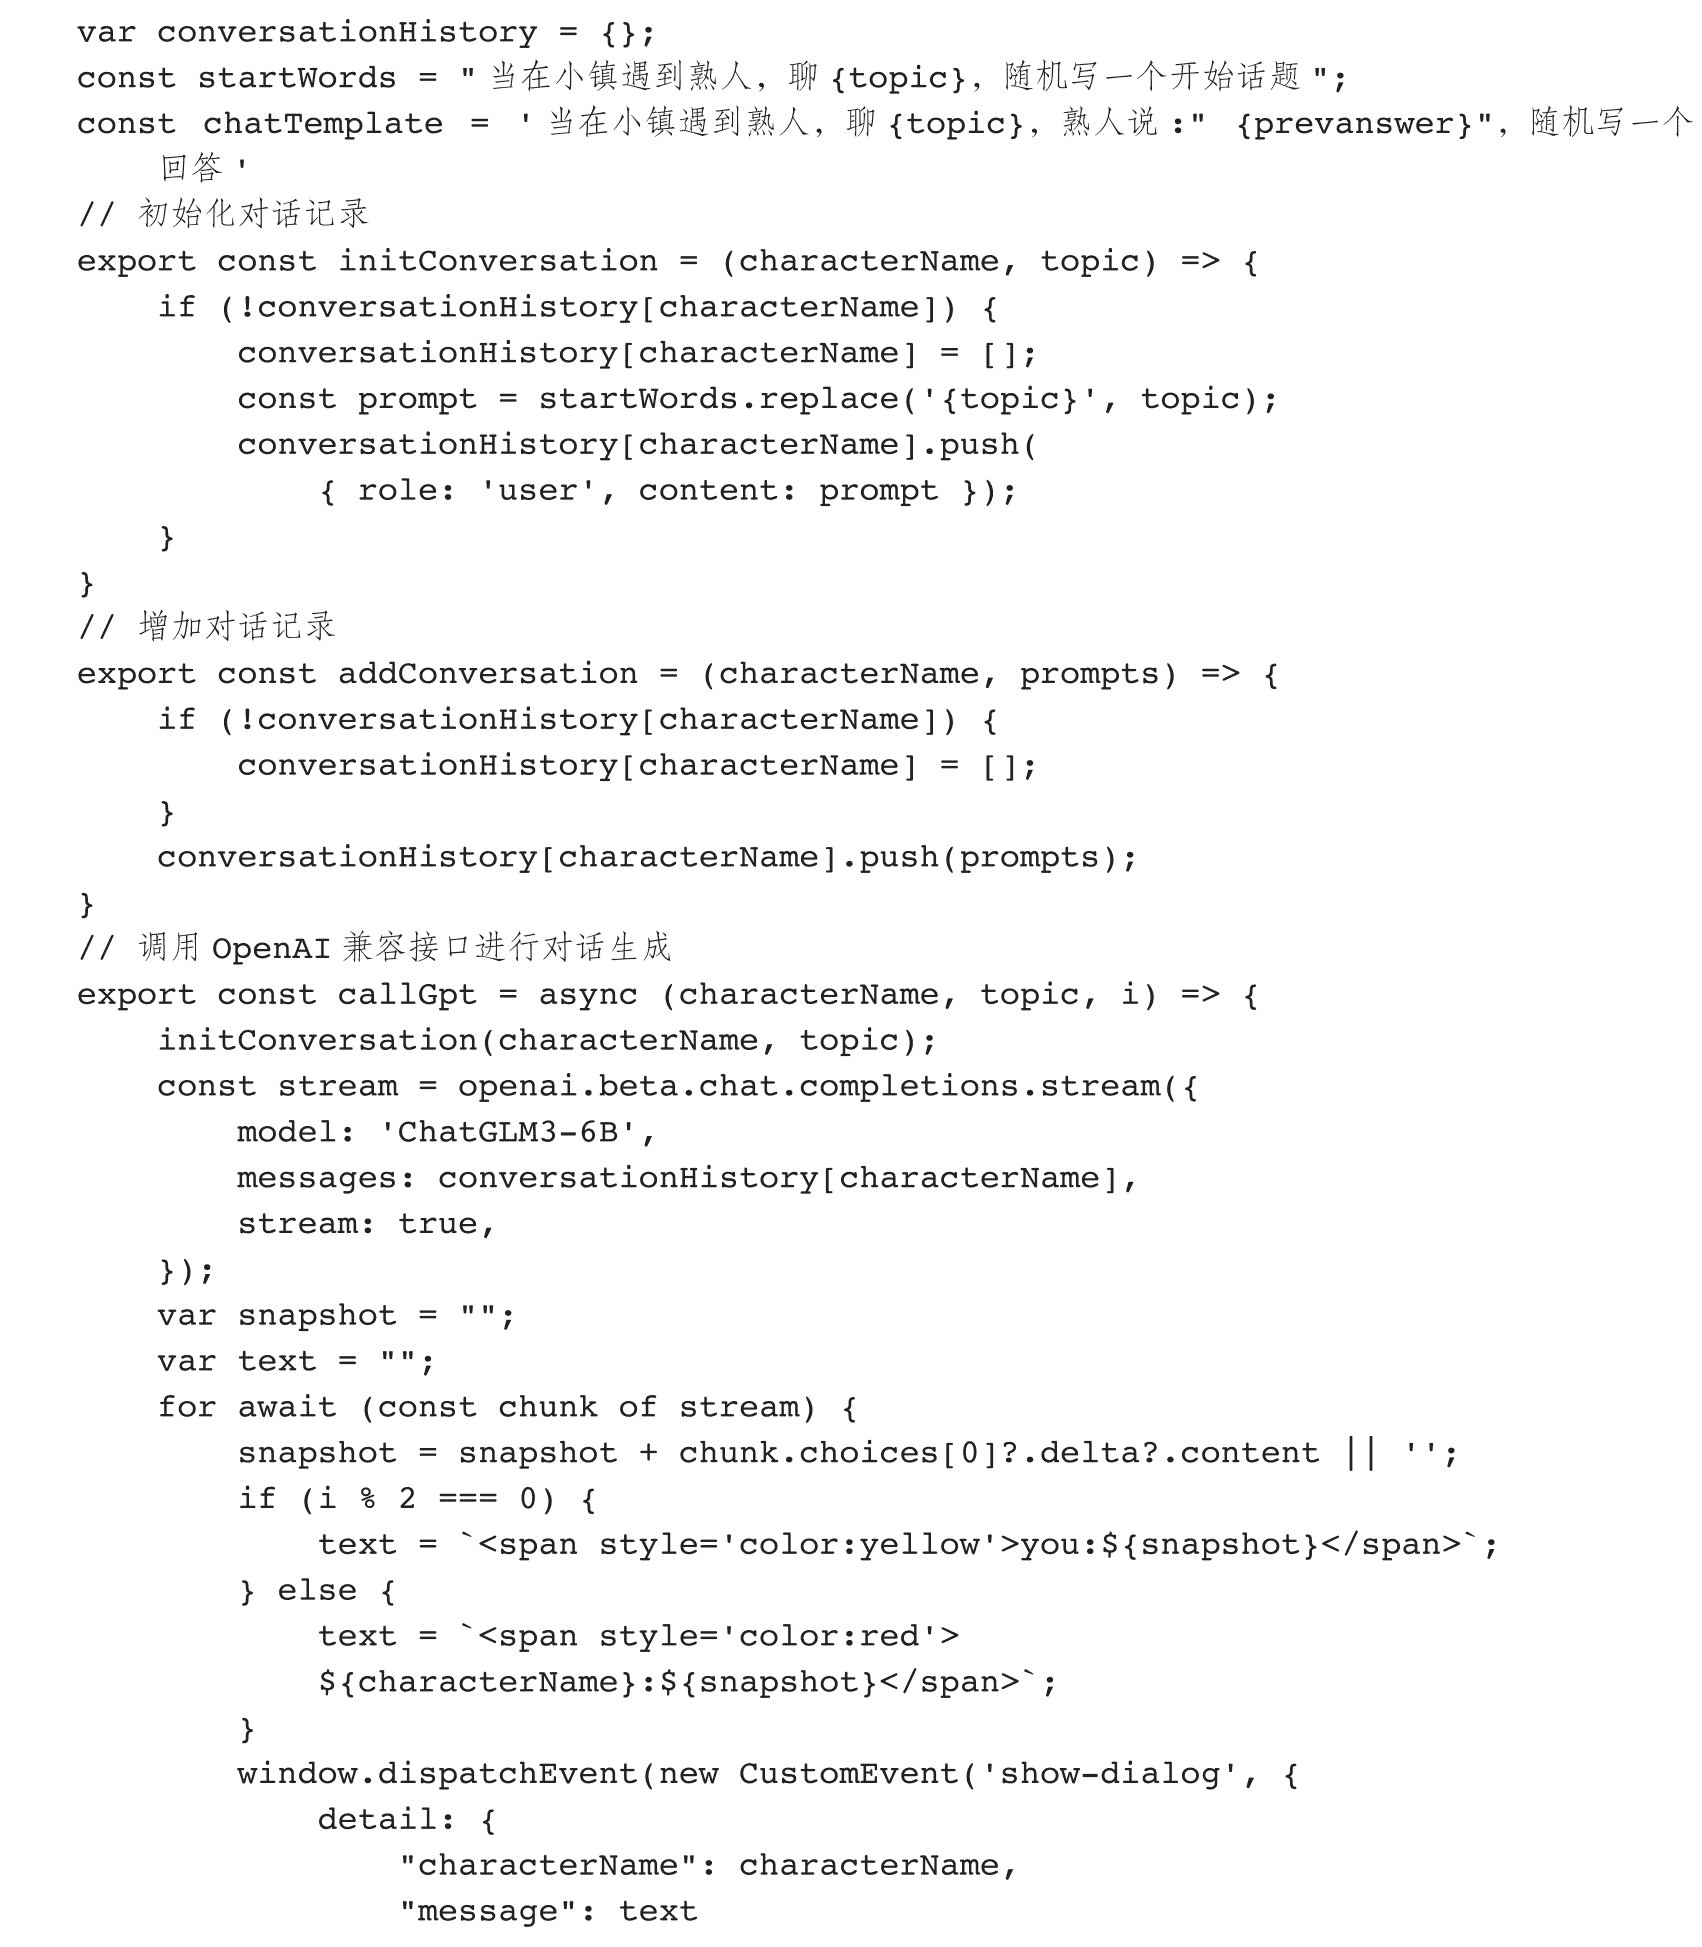 var conversationHistory = {};
const startWords = "当在小镇遇到熟人，聊{topic}，随机写一个开始话题";
const chatTemplate = '当在小镇遇到熟人，聊{topic}，熟人说:" {prevanswer}"，随机写一个
回答'
// 初始化对话记录
export const initConversation = (characterName, topic) => {
    if (!conversationHistory[characterName]) {
        conversationHistory[characterName] = [];
        const prompt = startWords.replace('{topic}', topic);
        conversationHistory[characterName].push(
            { role: 'user', content: prompt });
    }
}
// 增加对话记录
export const addConversation = (characterName, prompts) => {
    if (!conversationHistory[characterName]) {
        conversationHistory[characterName] = [];
    }
    conversationHistory[characterName].push(prompts);
}
// 调用OpenAI兼容接口进行对话生成
export const callGpt = async (characterName, topic, i) => {
    initConversation(characterName, topic);
    const stream = openai.beta.chat.completions.stream({
        model: 'ChatGLM3-6B',
        messages: conversationHistory[characterName],
        stream: true,
    });
    var snapshot = "";
    var text = "";
    for await (const chunk of stream) {
        snapshot = snapshot + chunk.choices[0]?.delta?.content || '';
        if (i % 2 === 0) {
            text = `<span style='color:yellow'>you:${snapshot}</span>`;
        } else {
            text = `<span style='color:red'>
            ${characterName}:${snapshot}</span>`;
        }
        window.dispatchEvent(new CustomEvent('show-dialog', {
            detail: {
                "characterName": characterName,
                "message": text